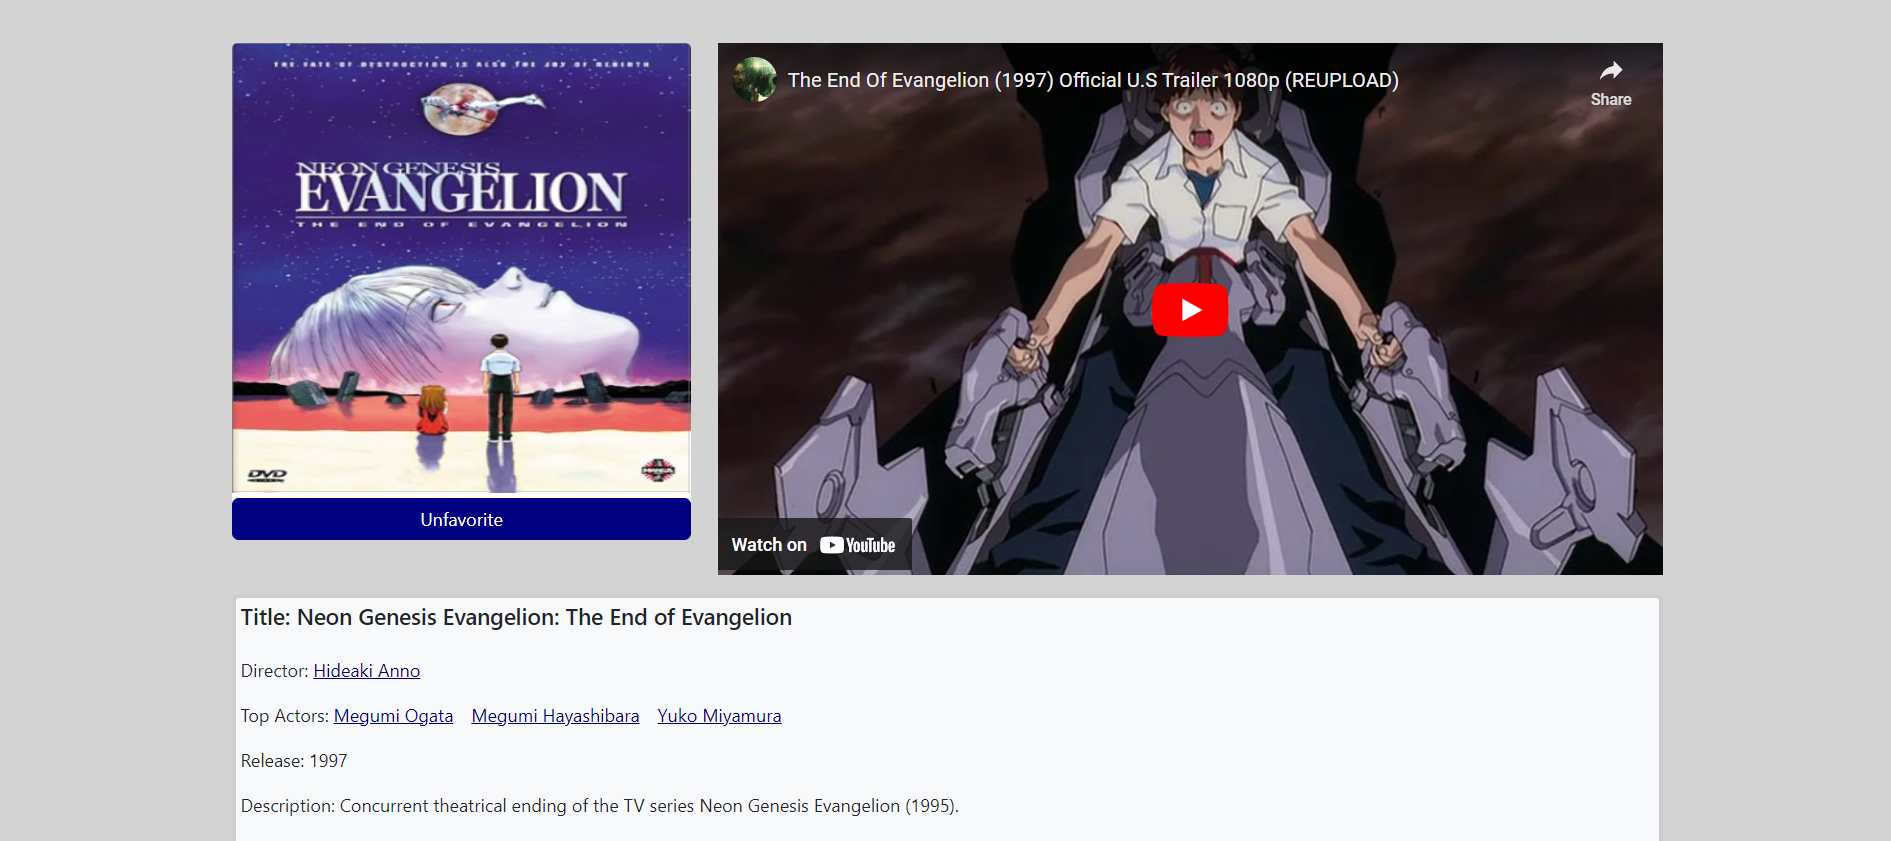 THE FATE OF DESTRUCTION IS ALSO THE JOY OF REBIRTH
NEON GENESIS
EVANGELION
THE END OF EVANGELION
DVD
VIDEO
MANGA
Unfavorite
The End Of Evangelion (1997) Official U.S Trailer 1080p (REUPLOAD)
Share
Watch on YouTube
Title: Neon Genesis Evangelion: The End of Evangelion
Director: Hideaki Anno
Top Actors: Megumi Ogata Megumi Hayashibara Yuko Miyamura
Release: 1997
Description: Concurrent theatrical ending of the TV series Neon Genesis Evangelion (1995).